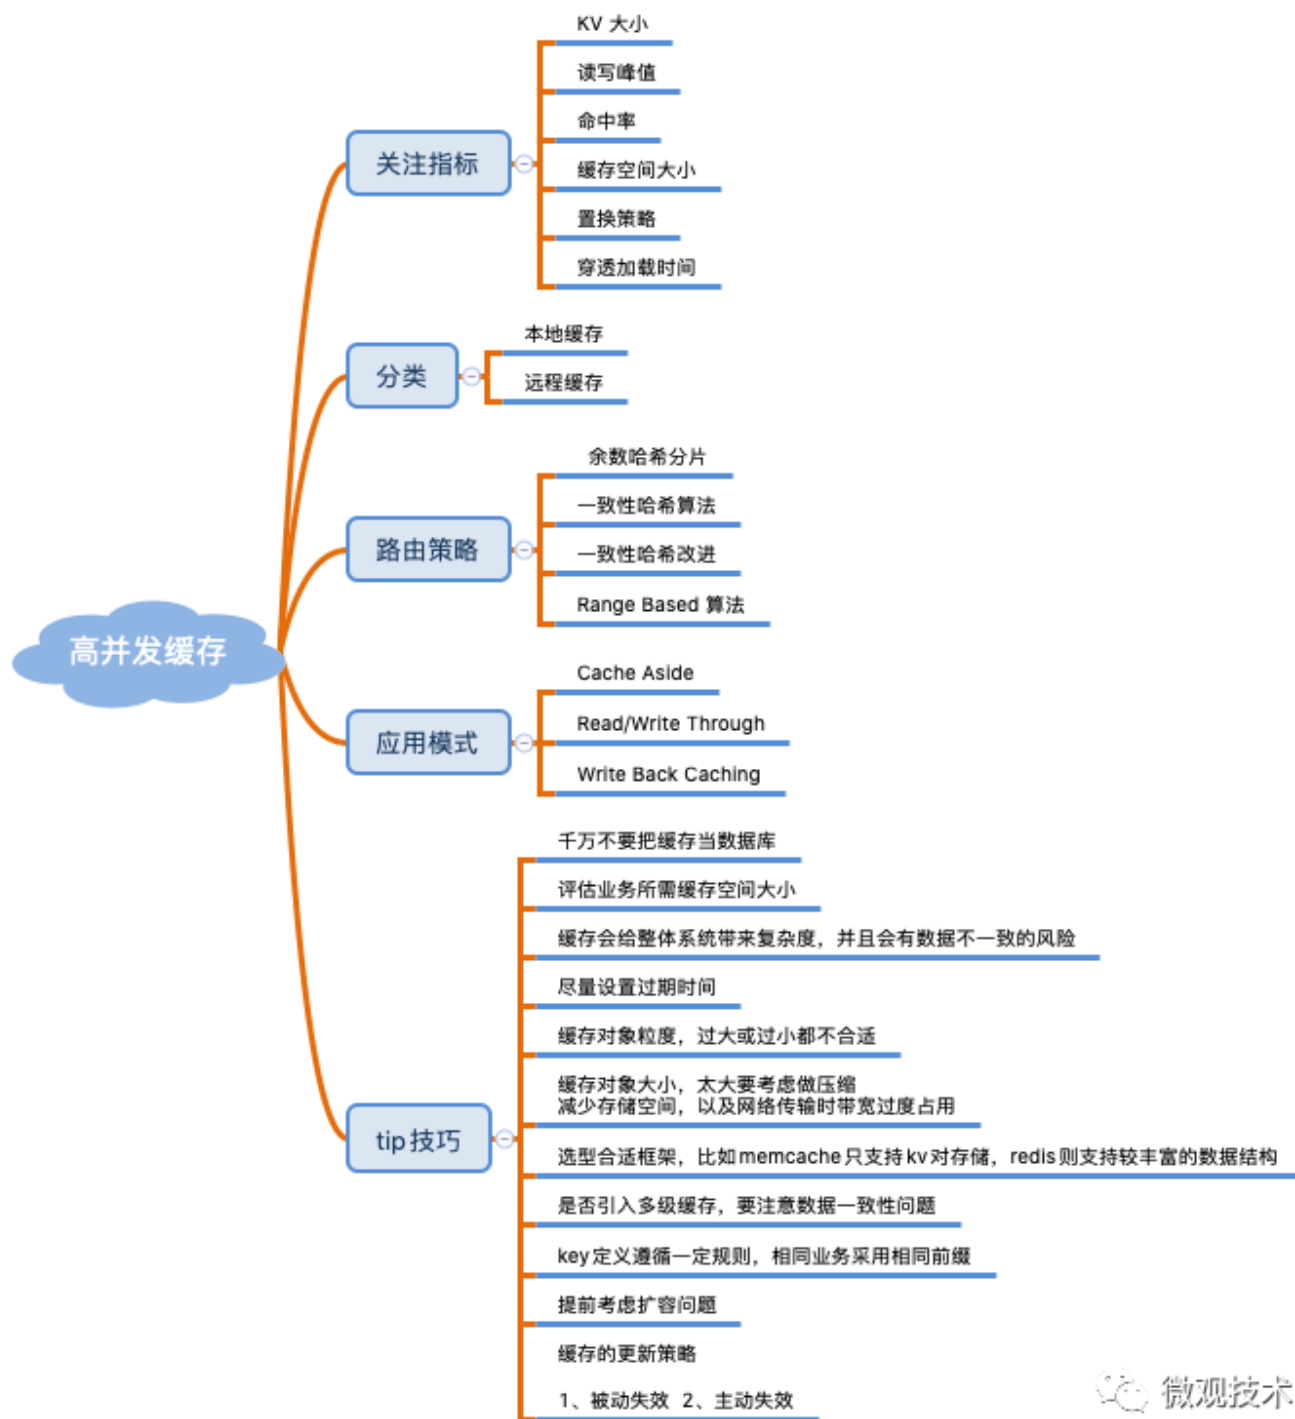 高并发缓存
关注指标
KV 大小
读写峰值
命中率
缓存空间大小
置换策略
穿透加载时间
分类
本地缓存
远程缓存
路由策略
余数哈希分片
一致性哈希算法
一致性哈希改进
Range Based 算法
应用模式
Cache Aside
Read/Write Through
Write Back Caching
tip技巧
千万不要把缓存当数据库
评估业务所需缓存空间大小
缓存会给整体系统带来复杂度，并且会有数据不一致的风险
尽量设置过期时间
缓存对象粒度，过大或过小都不合适
缓存对象大小，太大要考虑做压缩
减少存储空间，以及网络传输时带宽过度占用
选型合适框架，比如memcache只支持kv对存储，redis则支持较丰富的数据结构
是否引入多级缓存，要注意数据一致性问题
key定义遵循一定规则，相同业务采用相同前缀
提前考虑扩容问题
缓存的更新策略
1、被动失效 2、主动失效
微观技术